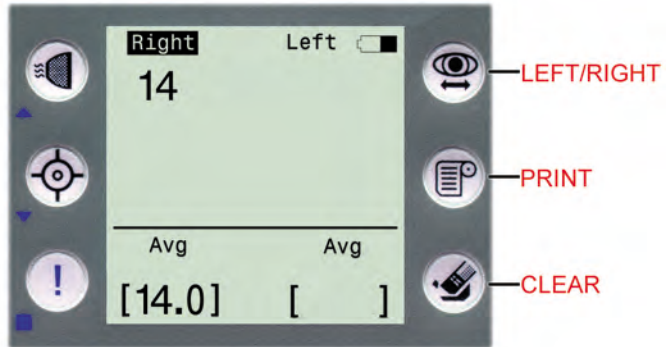 Right Left
LEFT/RIGHT
14
PRINT
Avg Avg
!
CLEAR
[14.0] [ ]